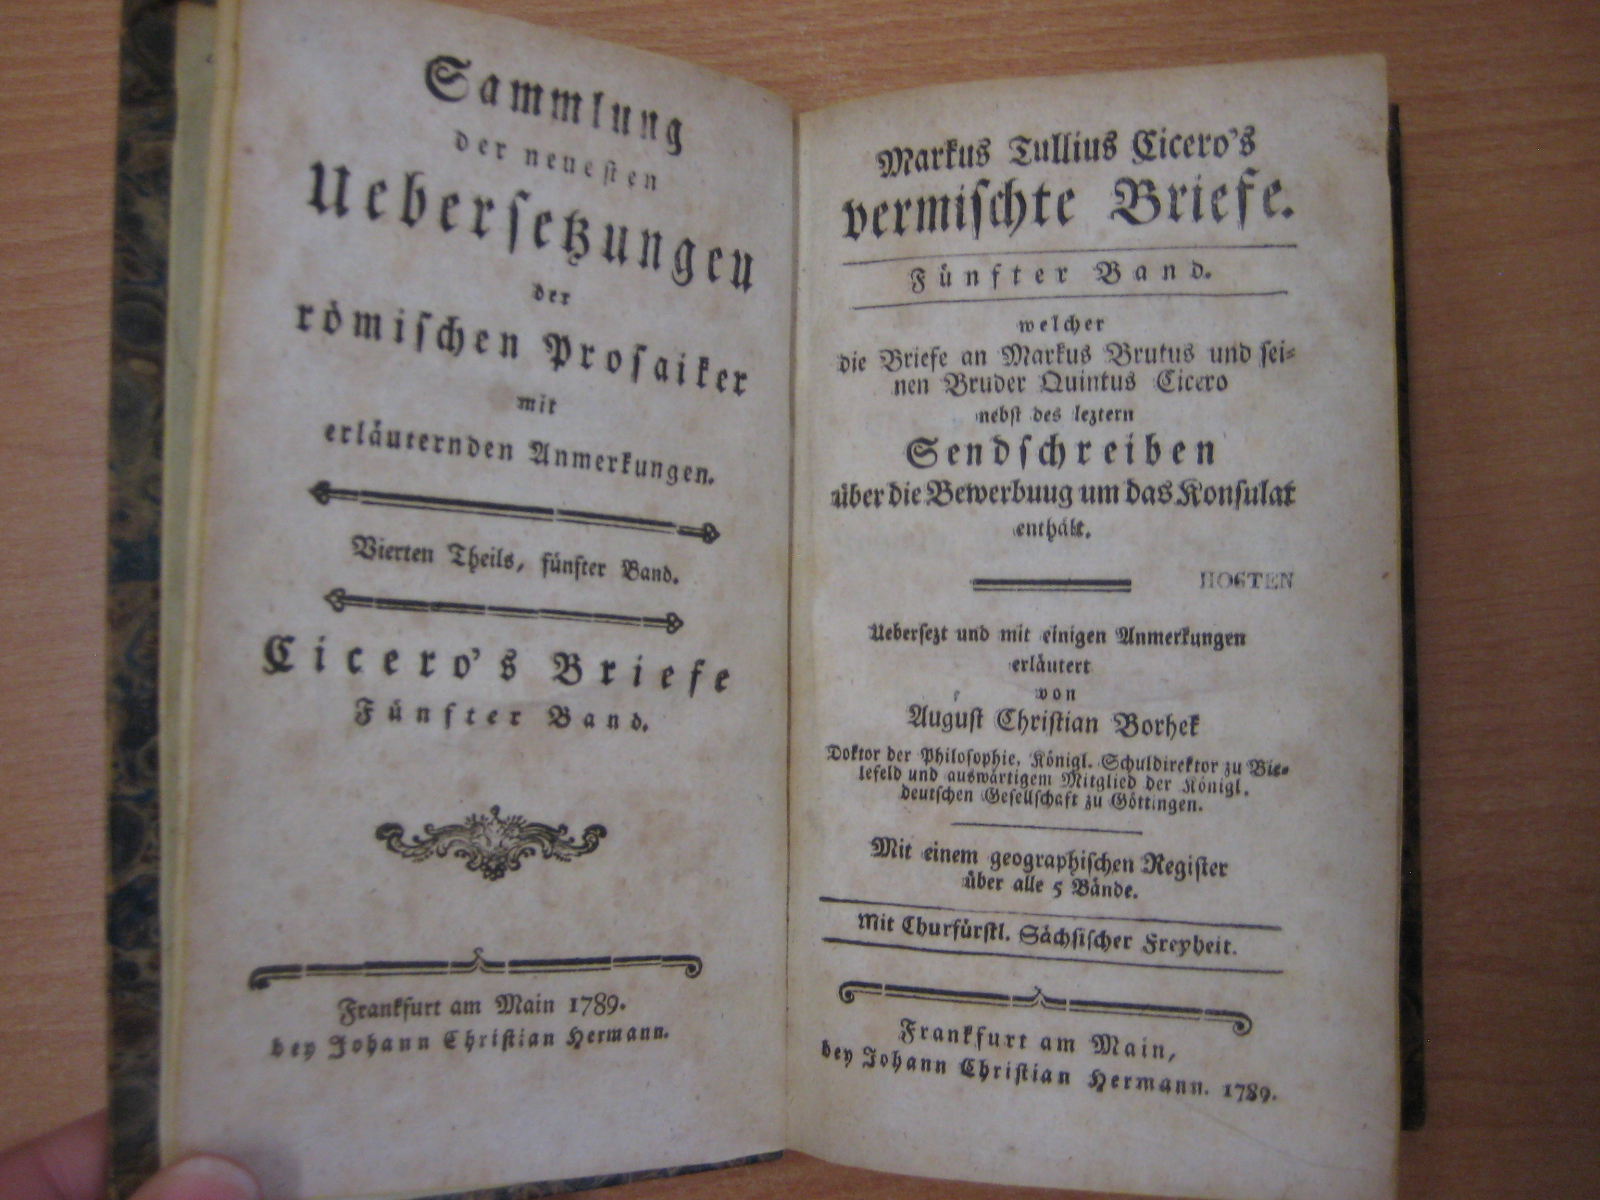 Sammlung
der neuesten
Uebersetzungen
der
römischen Prosaiker
mit
erläuternden Anmerkungen.
Vierten Theils, fünfter Band.
Cicero's Briefe
Fünfter Band.
Frankfurt am Main 1789.
bey Johann Christian Hermann.
Markus Tullius Cicero's
vermischte Briefe.
Fünfter Band.
welcher
die Briefe an Markus Brutus und sei-
nen Bruder Quintus Cicero
nebst des leztern
Sendschreiben
über die Bewerbuug um das Konsulat
enthält.
HOSTEN
Uebersezt und mit einigen Anmerkungen
erläutert
von
August Christian Borhek
Doktor der Philosophie, Königl. Schuldirektor zu Bie-
lefeld und auswärtigem Mitglied der Königl.
deutschen Gesellschaft zu Göttingen.
Mit einem geographischen Register
über alle 5 Bände.
Mit Churfürstl. Sächsischer Freyheit.
Frankfurt am Main,
bey Johann Christian Hermann. 1789.